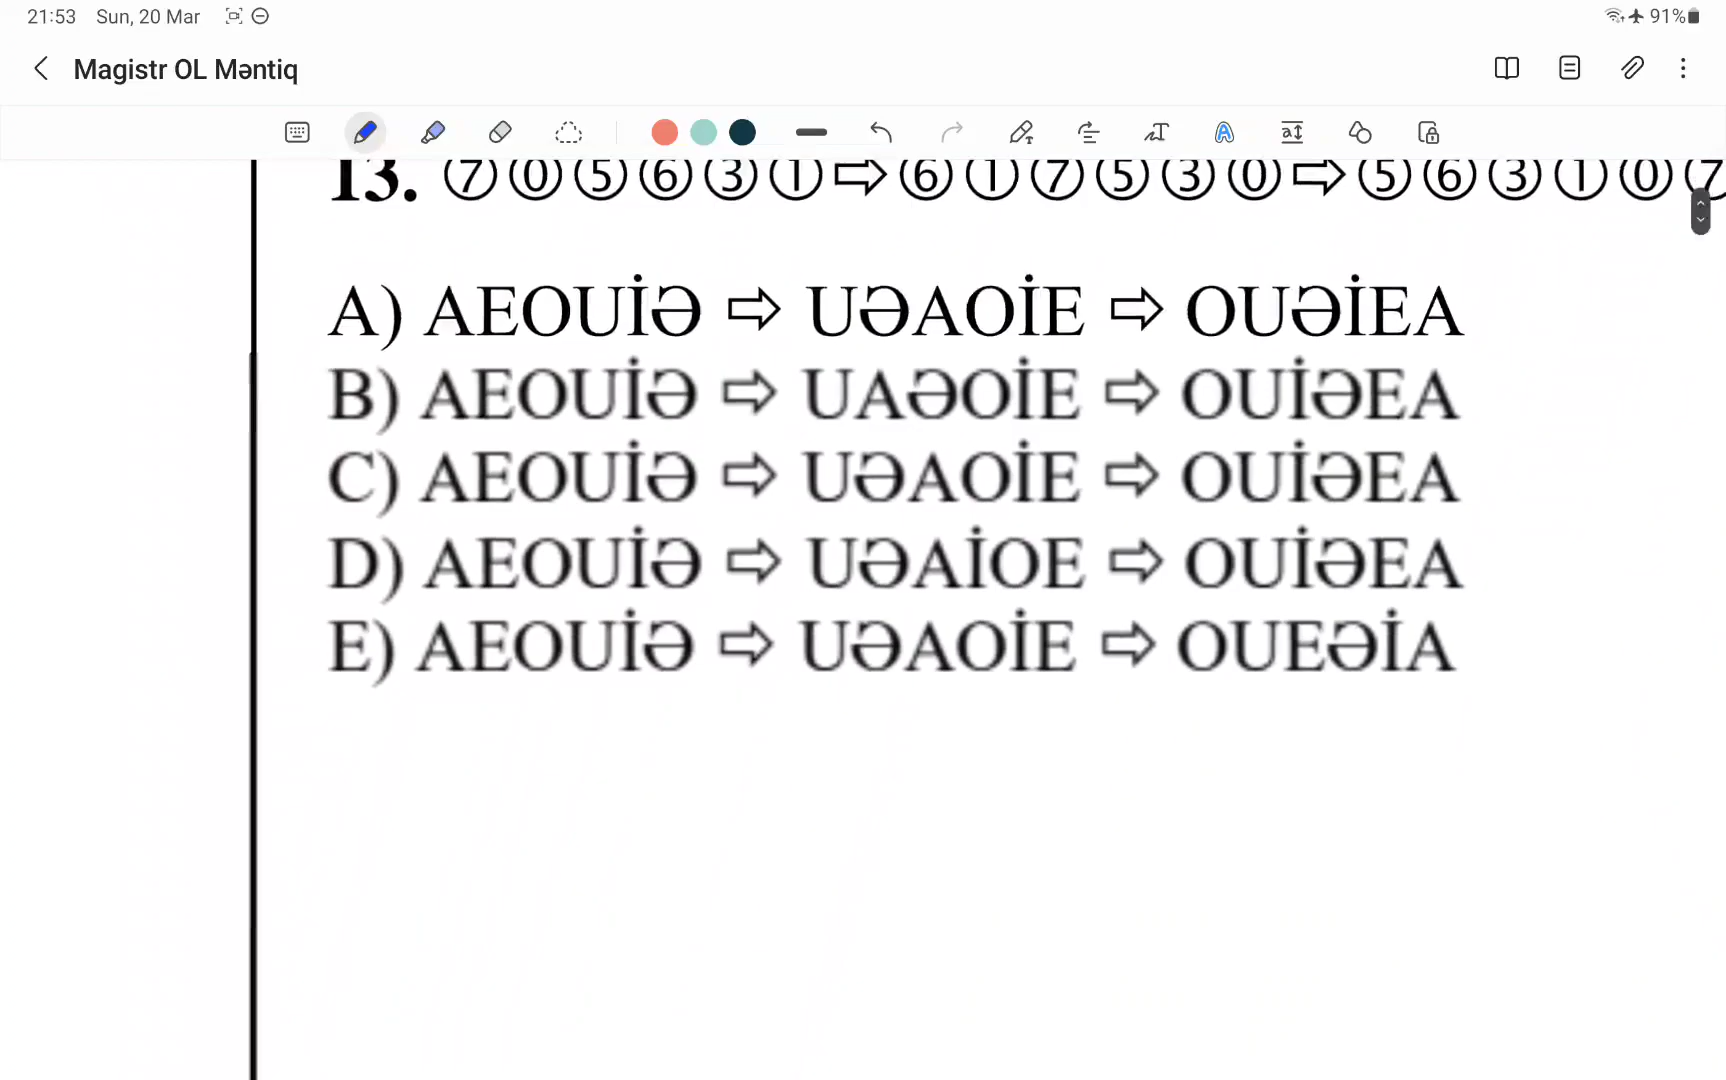 21:53 Sun, 20 Mar 91%
Magistr OL Məntiq
13. ⑦⓪⑤⑥③①⇨⑥①⑦⑤③⓪⇨⑤⑥③①⓪⑦
A) AEOUİƏ ⇨ UƏAOİE ⇨ OUƏİEA
B) AEOUİƏ ⇨ UAƏOİE ⇨ OUİƏEA
C) AEOUİƏ ⇨ UƏAOİE ⇨ OUİƏEA
D) AEOUİƏ ⇨ UƏAİOE ⇨ OUİƏEA
E) AEOUİƏ ⇨ UƏAOİE ⇨ OUEƏİA